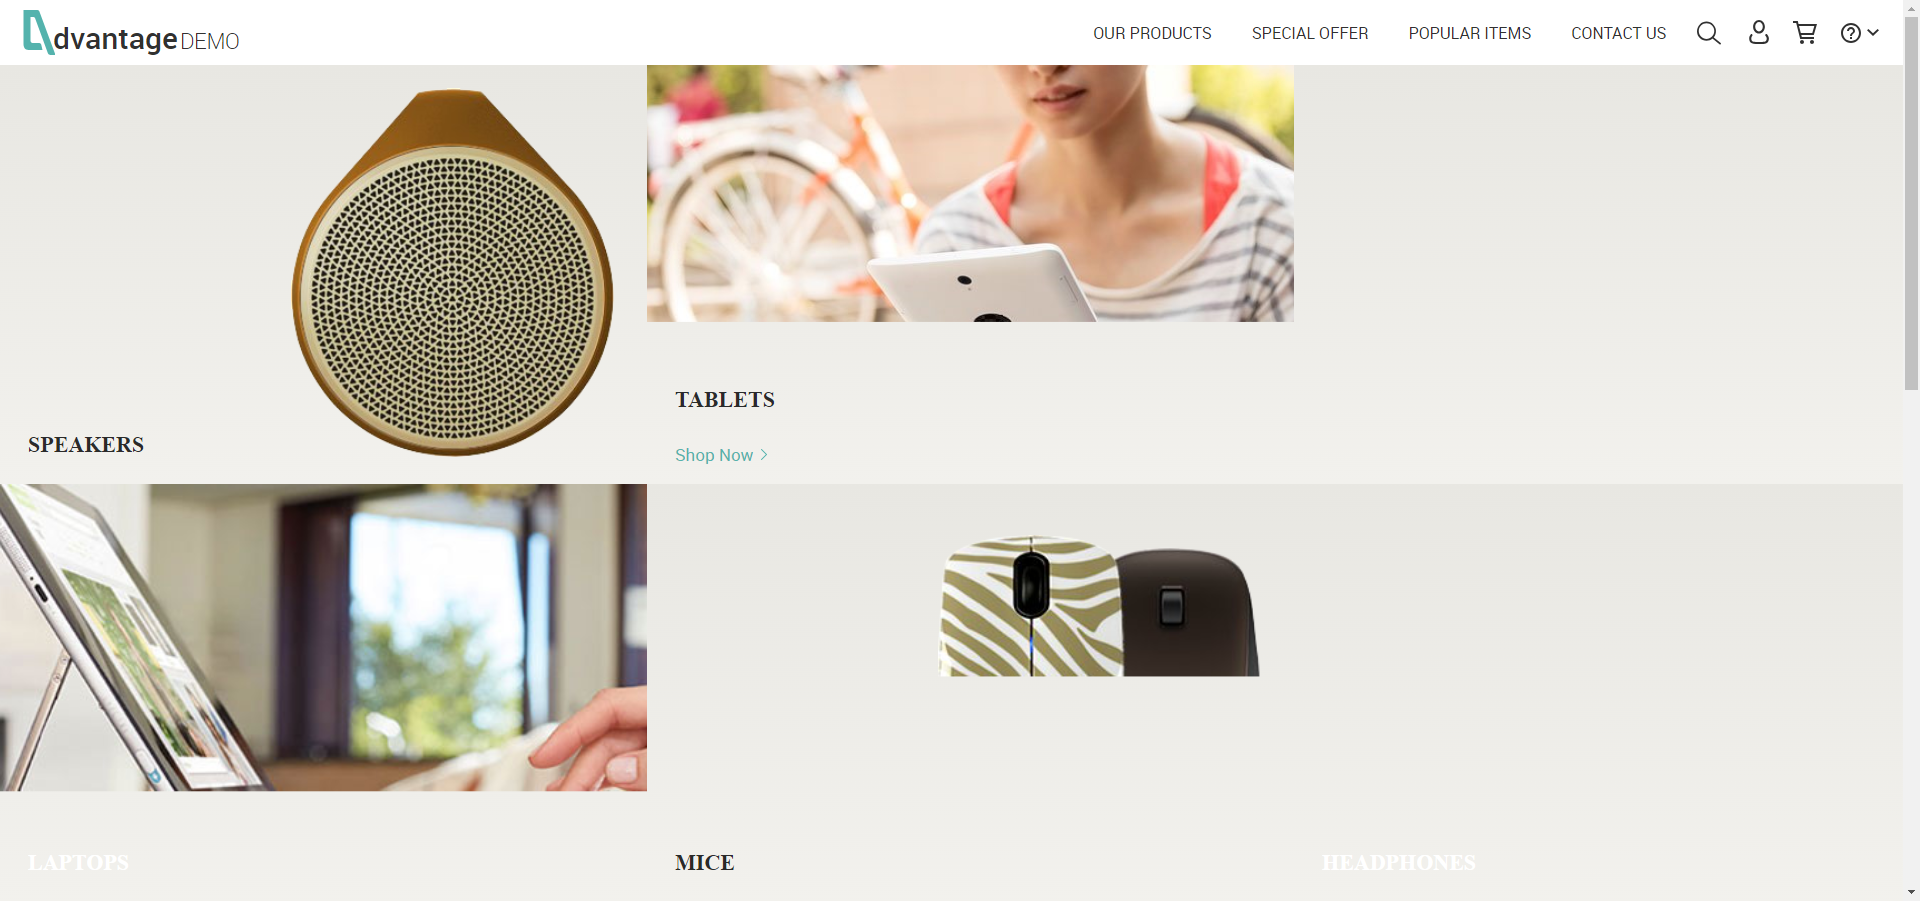 dvantage DEMO
OUR PRODUCTS
SPECIAL OFFER
POPULAR ITEMS
CONTACT US
SPEAKERS
TABLETS
Shop Now
LAPTOPS
MICE
HEADPHONES